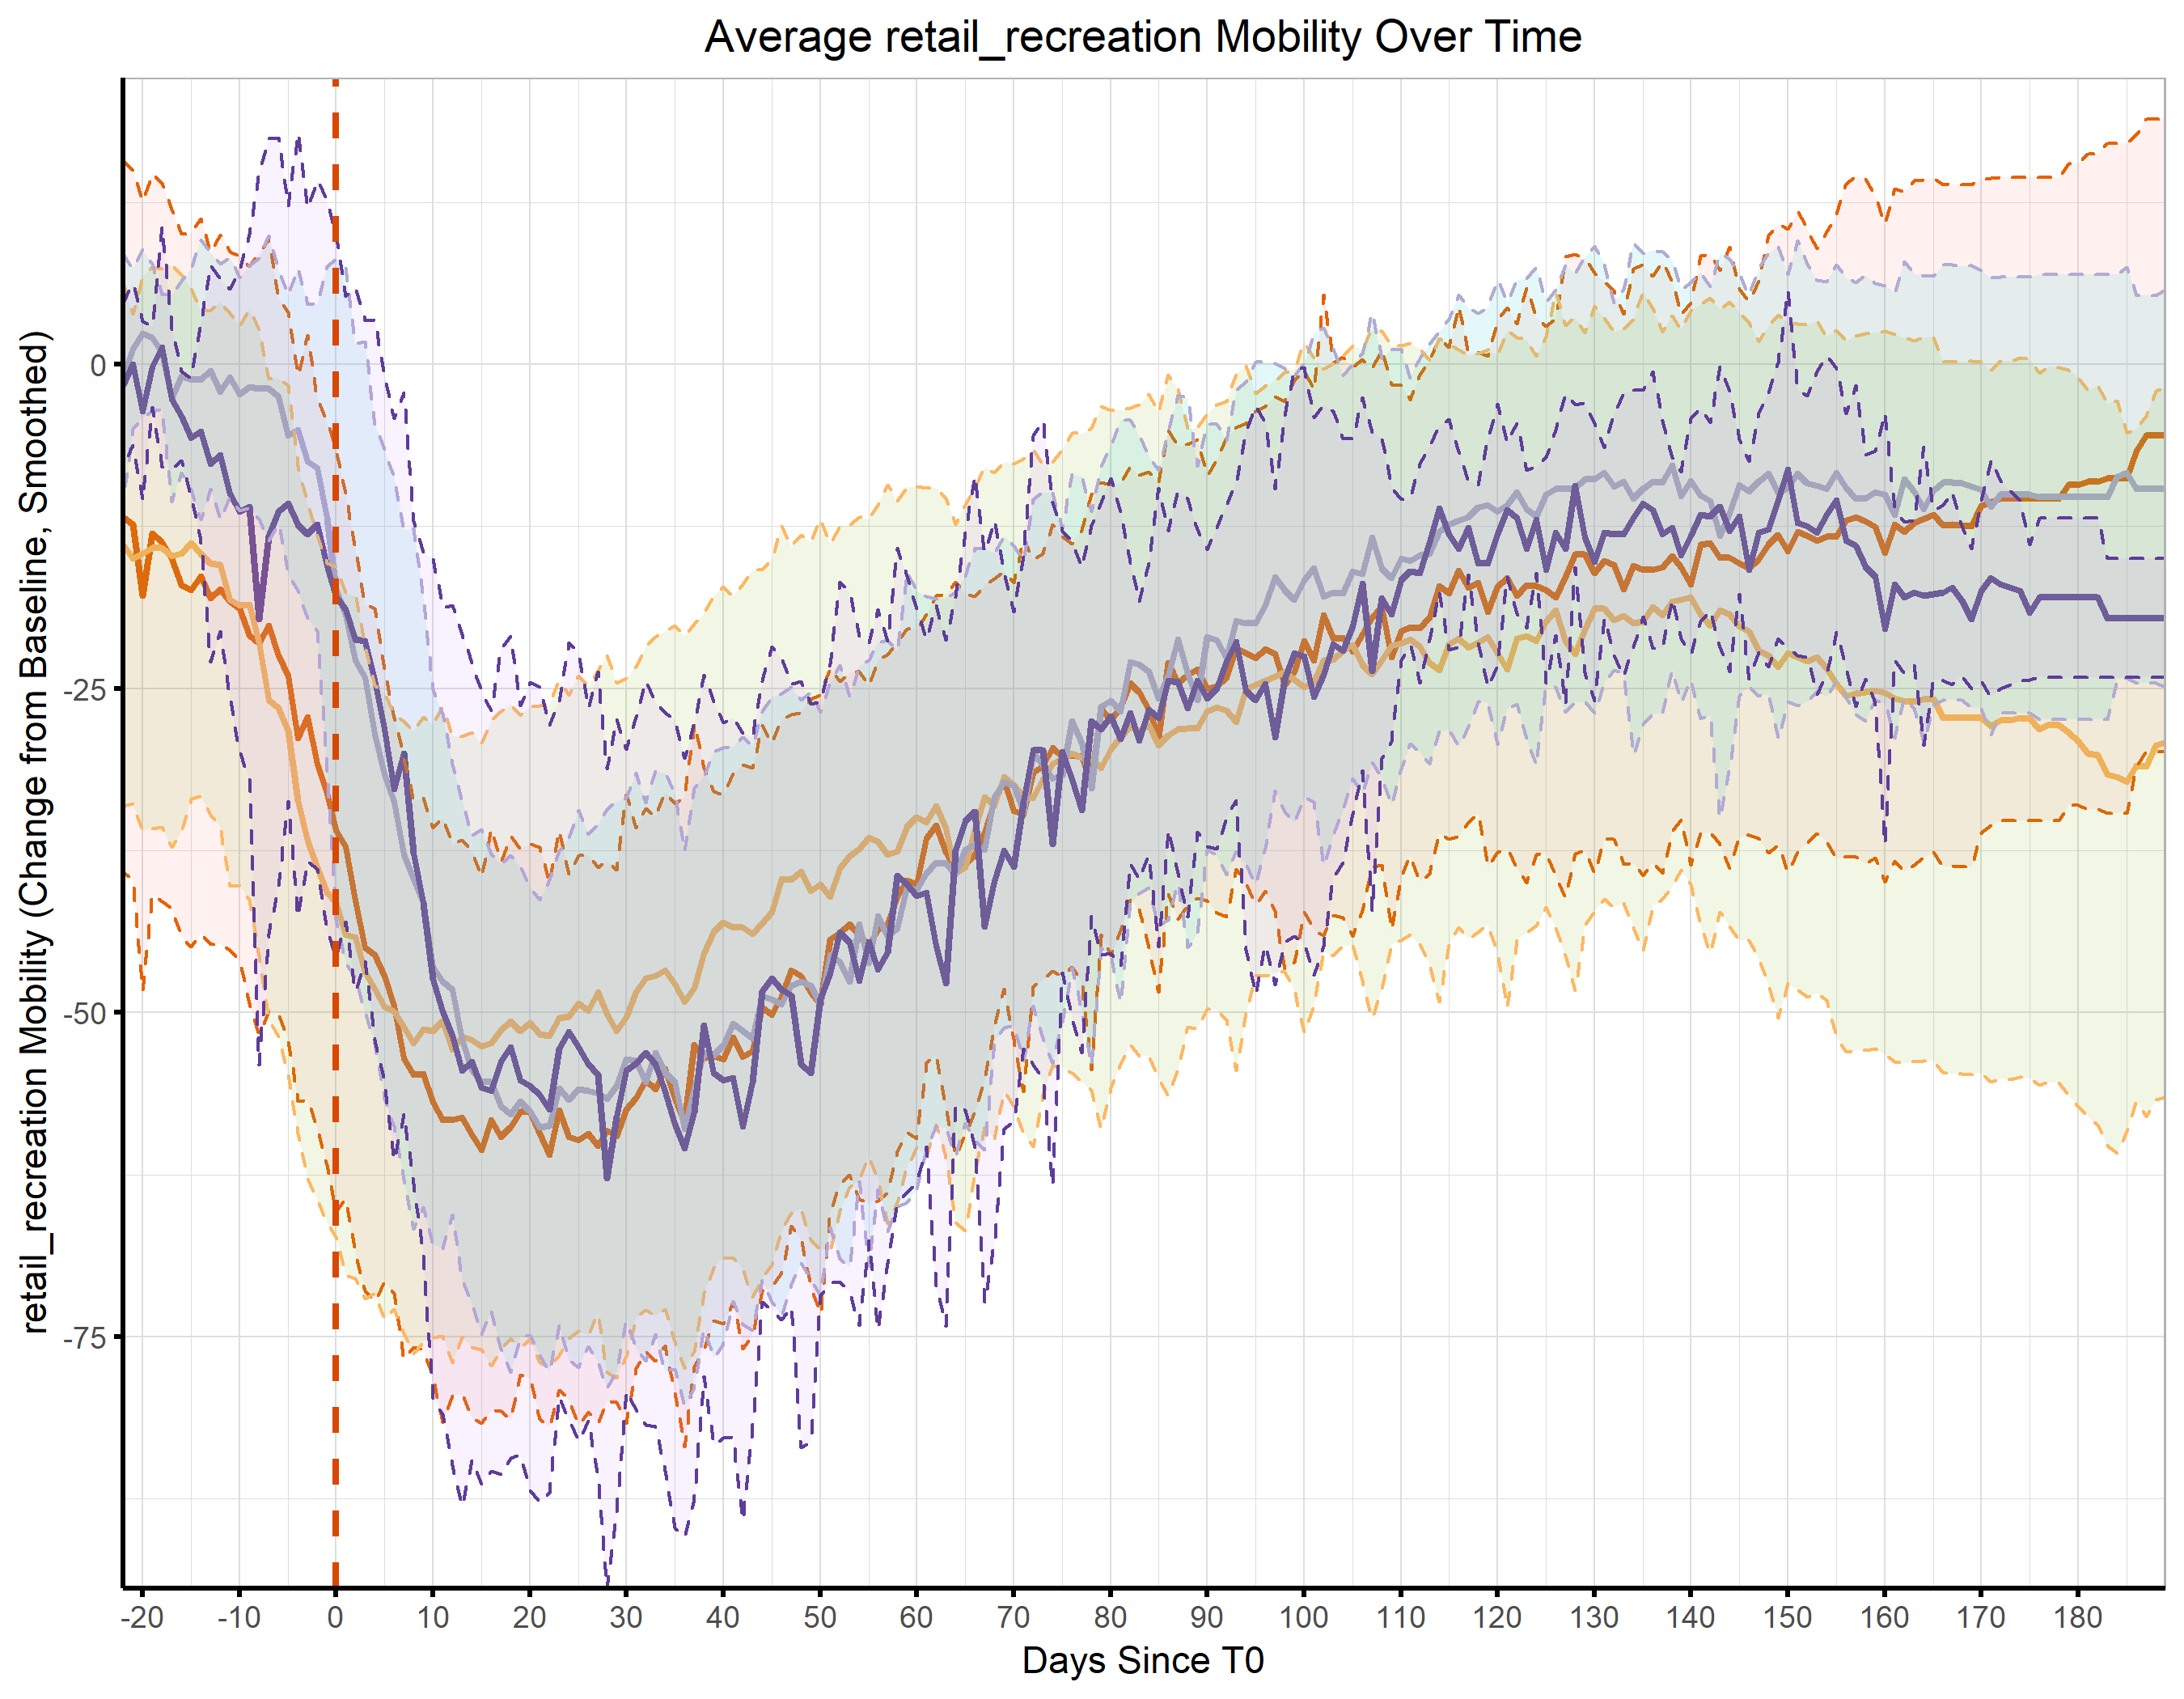 Average retail_recreation Mobility Over Time
retail_recreation Mobility (Change from Baseline, Smoothed)
0
-25
-50
-75
-20 -10 0 10 20 30 40 50 60 70 80 90 100 110 120 130 140 150 160 170 180
Days Since T0